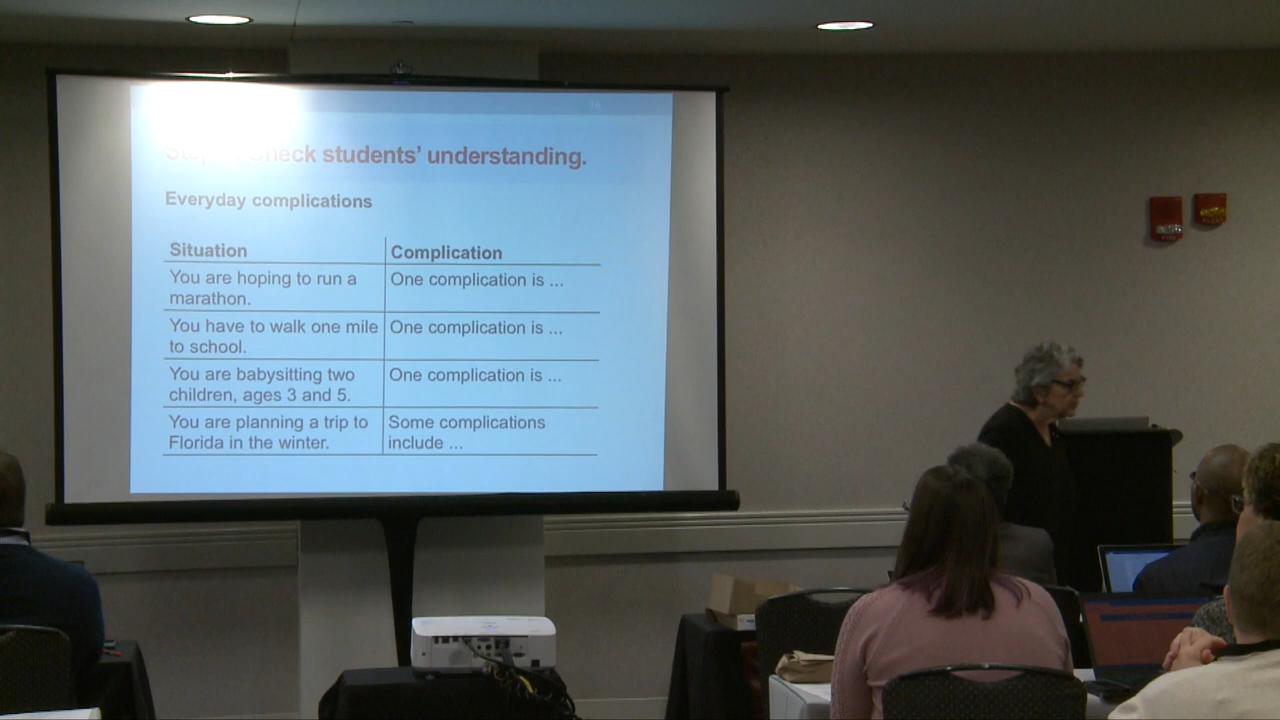 16
check students’ understanding.
Everyday complications
Situation Complication
You are hoping to run a One complication is ...
marathon.
You have to walk one mile One complication is ...
to school.
You are babysitting two One complication is ...
children, ages 3 and 5.
You are planning a trip to Some complications
Florida in the winter. include ...